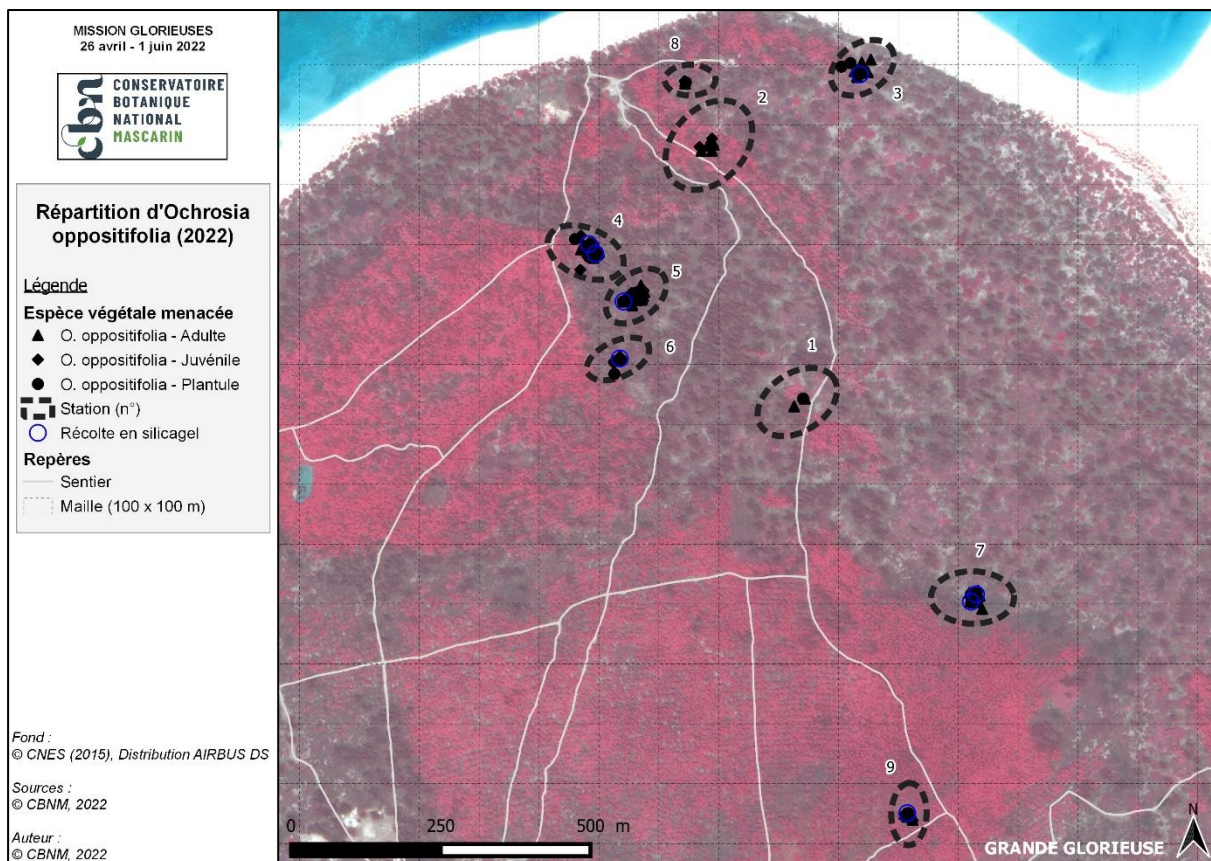 MISSION GLORIEUSES
26 avril - 1 juin 2022
cbn
CONSERVATOIRE
BOTANIQUE
NATIONAL
MASCARIN
Répartition d'Ochrosia
oppositifolia (2022)
Légende
Espèce végétale menacée
O. oppositifolia - Adulte
O. oppositifolia - Juvénile
O. oppositifolia - Plantule
Station (n°)
Récolte en silicagel
Repères
Sentier
Maille (100 x 100 m)
Fond :
© CNES (2015), Distribution AIRBUS DS
Sources :
© CBNM, 2022
Auteur :
© CBNM, 2022
8
3
2
4
5
6
1
7
9
0 250 500 m
N
GRANDE GLORIEUSE